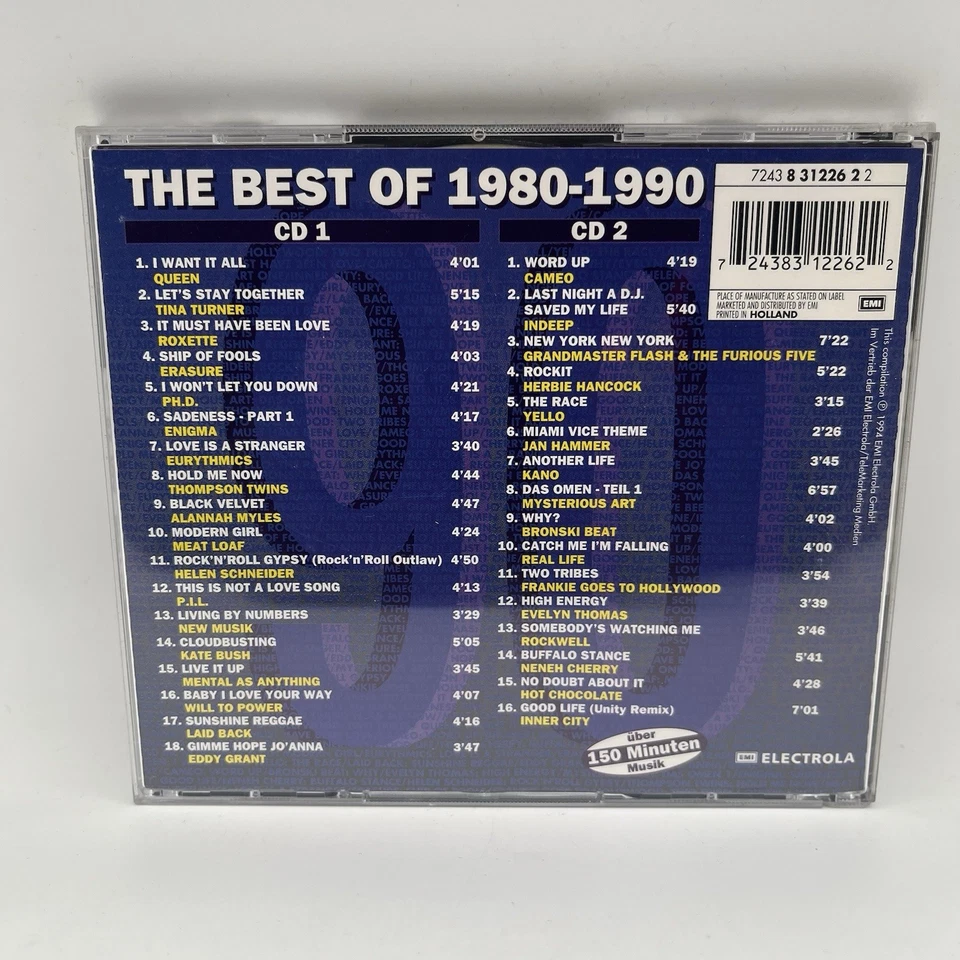 THE BEST OF 1980-1990
7243 8 31226 2 2
7 24383 12262 2
PLACE OF MANUFACTURE AS STATED ON LABEL
MARKETED AND DISTRIBUTED BY EMI
PRINTED IN HOLLAND
EMI
CD 1
1. I WANT IT ALL 4'01
QUEEN
2. LET'S STAY TOGETHER 5'15
TINA TURNER
3. IT MUST HAVE BEEN LOVE 4'19
ROXETTE
4. SHIP OF FOOLS 4'03
ERASURE
5. I WON'T LET YOU DOWN 4'21
PH.D.
6. SADENESS - PART 1 4'17
ENIGMA
7. LOVE IS A STRANGER 3'40
EURYTHMICS
8. HOLD ME NOW 4'44
THOMPSON TWINS
9. BLACK VELVET 4'47
ALANNAH MYLES
10. MODERN GIRL 4'24
MEAT LOAF
11. ROCK'N'ROLL GYPSY (Rock'n'Roll Outlaw) 4'50
HELEN SCHNEIDER
12. THIS IS NOT A LOVE SONG 4'13
P.I.L.
13. LIVING BY NUMBERS 3'29
NEW MUSIK
14. CLOUDBUSTING 5'05
KATE BUSH
15. LIVE IT UP 3'45
MENTAL AS ANYTHING
16. BABY I LOVE YOUR WAY 4'07
WILL TO POWER
17. SUNSHINE REGGAE 4'16
LAID BACK
18. GIMME HOPE JO'ANNA 3'47
EDDY GRANT
CD 2
1. WORD UP 4'19
CAMEO
2. LAST NIGHT A D.J.
SAVED MY LIFE 5'40
INDEEP
3. NEW YORK NEW YORK 7'22
GRANDMASTER FLASH & THE FURIOUS FIVE
4. ROCKIT 5'22
HERBIE HANCOCK
5. THE RACE 3'15
YELLO
6. MIAMI VICE THEME 2'26
JAN HAMMER
7. ANOTHER LIFE 3'45
KANO
8. DAS OMEN - TEIL 1 6'57
MYSTERIOUS ART
9. WHY? 4'02
BRONSKI BEAT
10. CATCH ME I'M FALLING 4'00
REAL LIFE
11. TWO TRIBES 3'54
FRANKIE GOES TO HOLLYWOOD
12. HIGH ENERGY 3'39
EVELYN THOMAS
13. SOMEBODY'S WATCHING ME 3'46
ROCKWELL
14. BUFFALO STANCE 5'41
NENEH CHERRY
15. NO DOUBT ABOUT IT 4'28
HOT CHOCOLATE
16. GOOD LIFE (Unity Remix) 7'01
INNER CITY
This compilation ℗ 1994 EMI Electrola GmbH.
Im Vertrieb der EMI Electrola/TeleMarketing Medien
über
150 Minuten
Musik
EMI ELECTROLA